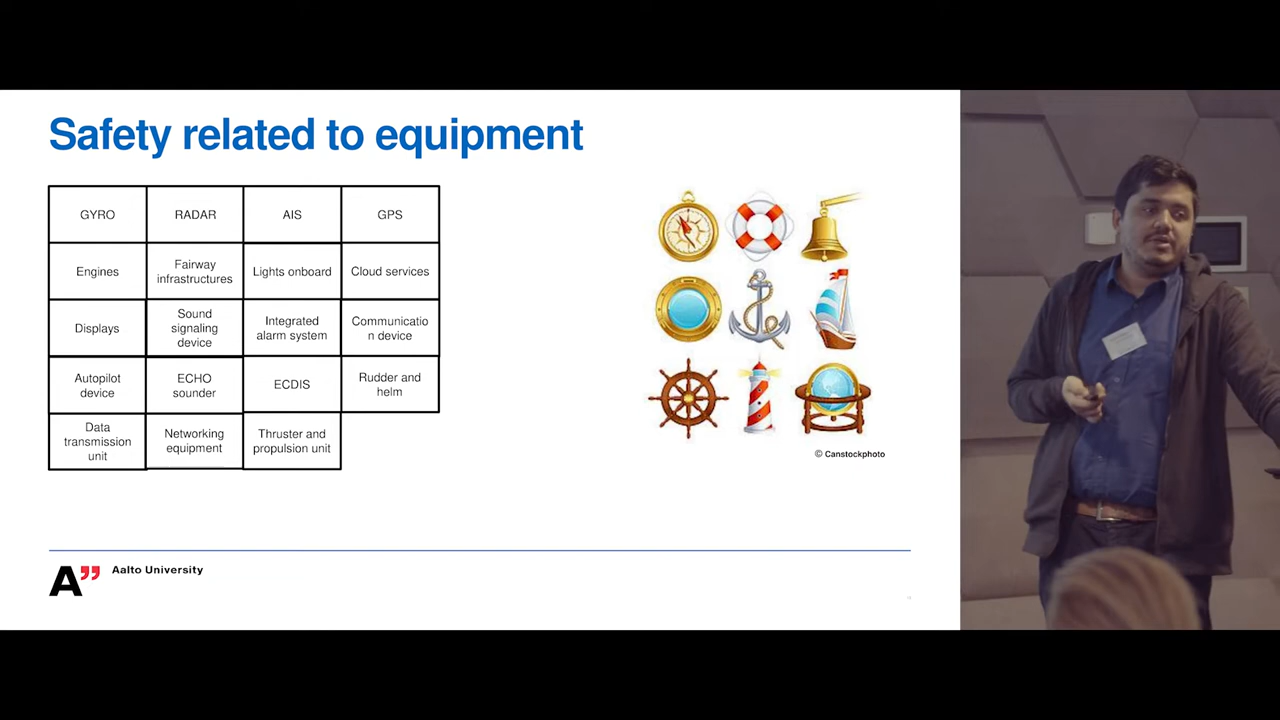 Safety related to equipment
GYRO
RADAR
AIS
GPS
Engines
Fairway
infrastructures
Lights onboard
Cloud services
Displays
Sound
signaling
device
Integrated
alarm system
Communicatio
n device
Autopilot
device
ECHO
sounder
ECDIS
Rudder and
helm
Data
transmission
unit
Networking
equipment
Thruster and
propulsion unit
© Canstockphoto
A”
Aalto University